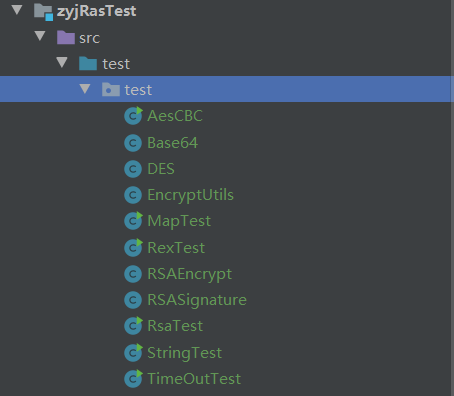 zyjRasTest
src
test
test
AesCBC
Base64
DES
EncryptUtils
MapTest
RexTest
RSAEncrypt
RSASignature
RsaTest
StringTest
TimeOutTest